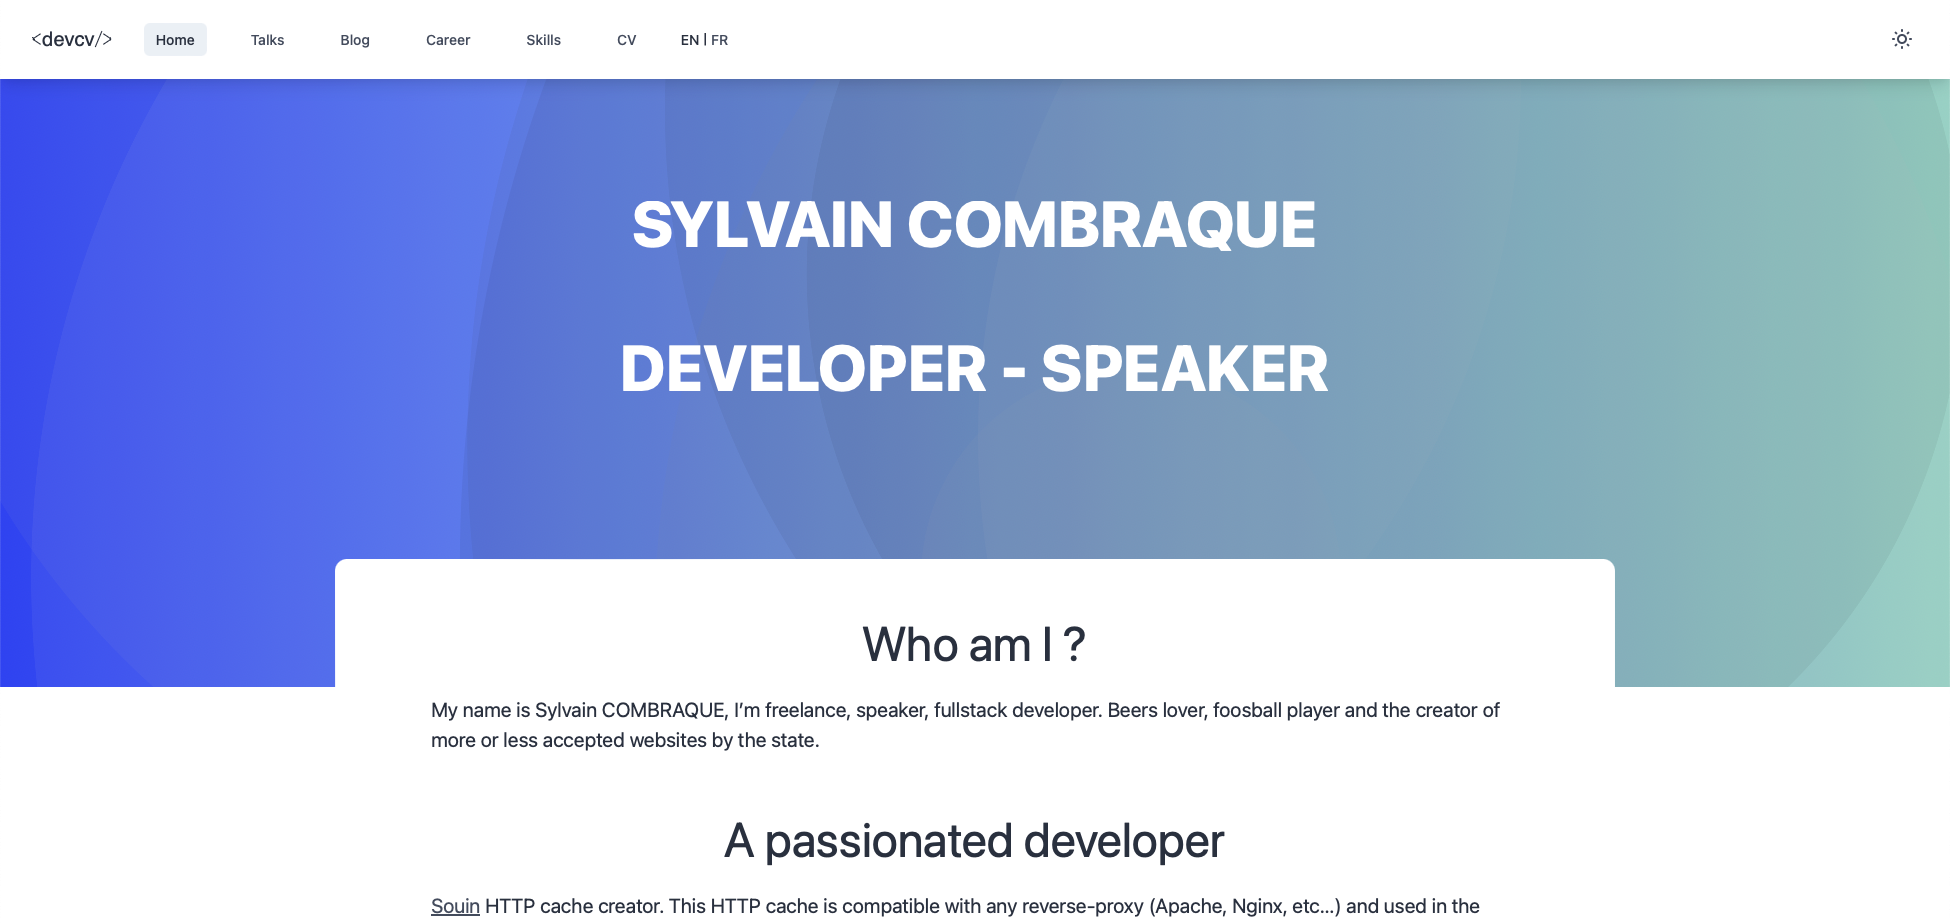 <devcv/> Home Talks Blog Career Skills CV EN | FR
SYLVAIN COMBRAQUE
DEVELOPER - SPEAKER
Who am I ?
My name is Sylvain COMBRAQUE, I’m freelance, speaker, fullstack developer. Beers lover, foosball player and the creator of
more or less accepted websites by the state.
A passionated developer
Souin HTTP cache creator. This HTTP cache is compatible with any reverse-proxy (Apache, Nginx, etc...) and used in the